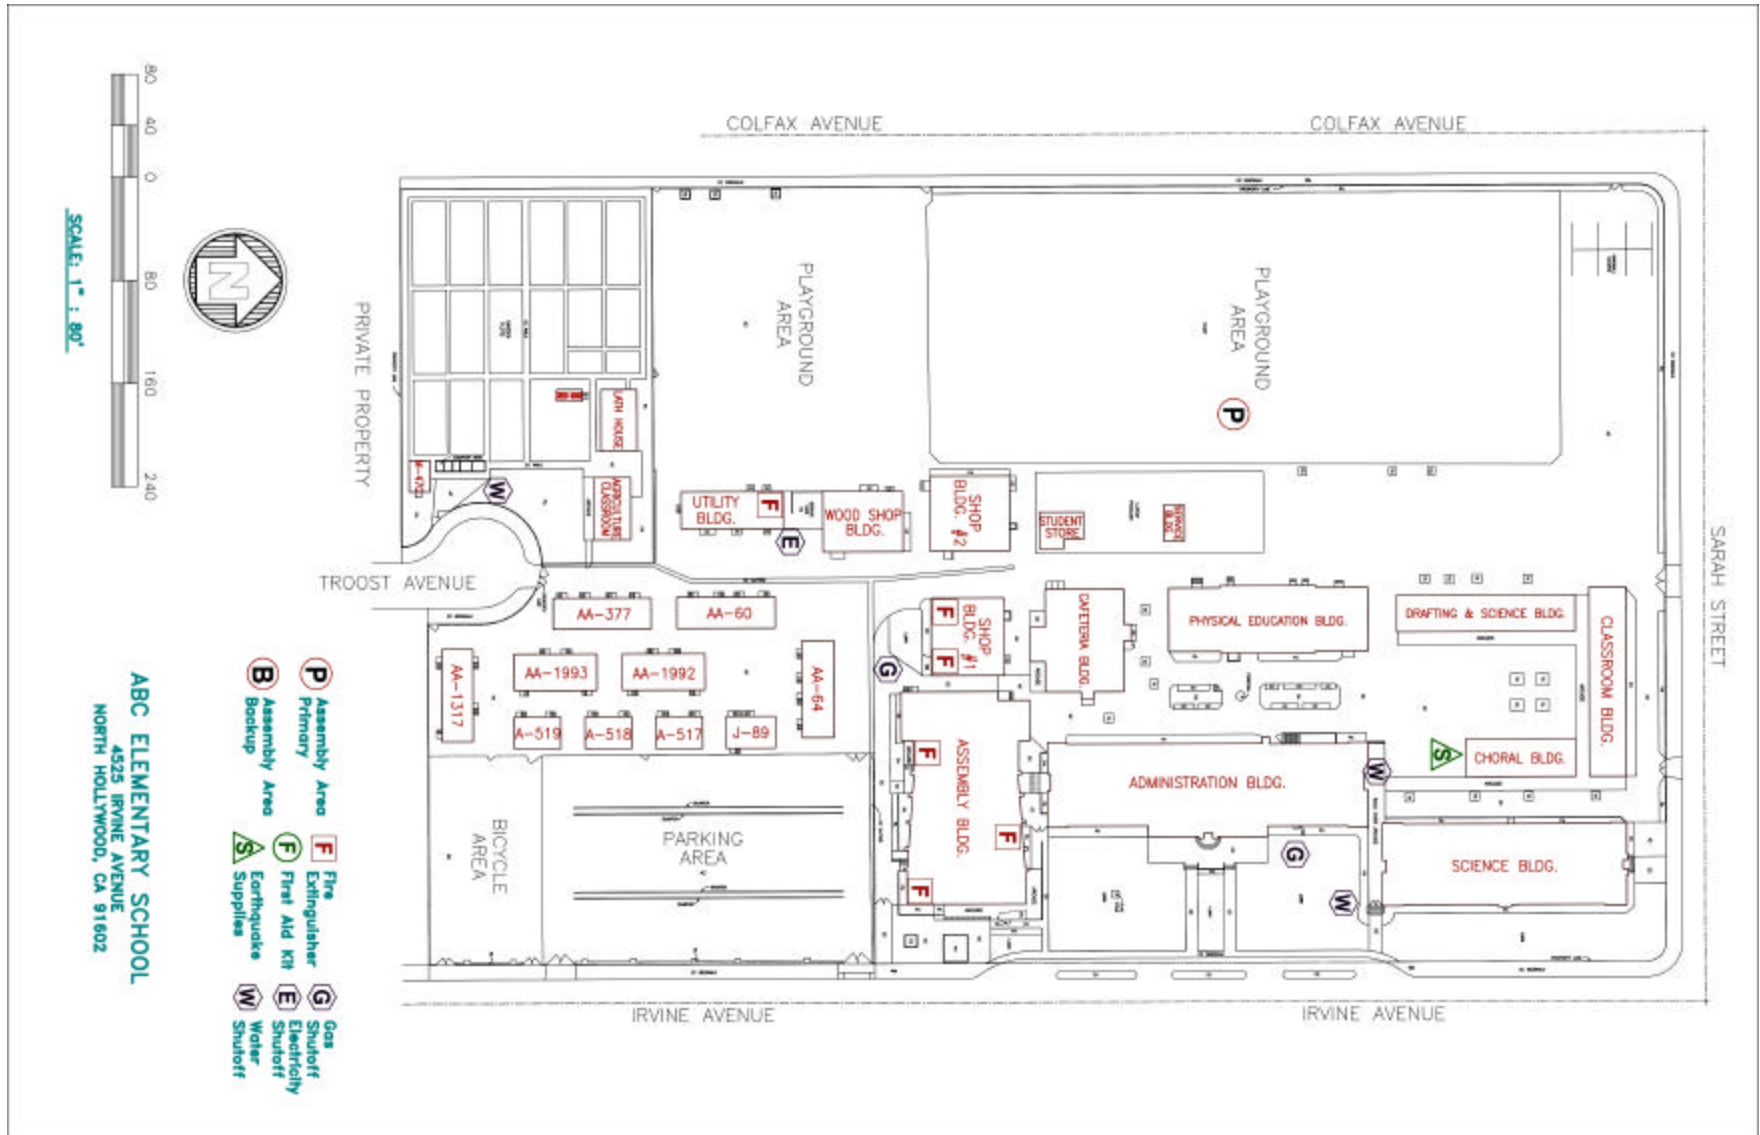 COLFAX AVENUE
COLFAX AVENUE
80 40 0 80 160 240
SCALE: 1" : 80'
N
PRIVATE PROPERTY
PLAYGROUND
AREA
PLAYGROUND
AREA
P
SARAH STREET
LATH HOUSE
AGRICULTURE
CLASSROOM
W
UTILITY
BLDG.
F
E
WOOD SHOP
BLDG.
SHOP
BLDG. #2
STUDENT
STORE
SERVICE
BLDG.
TROOST AVENUE
AA-377
AA-60
AA-1317
AA-1993
AA-1992
AA-64
A-519
A-518
A-517
J-89
SHOP
BLDG. #1
F
F
G
CAFETERIA BLDG.
PHYSICAL EDUCATION BLDG.
DRAFTING & SCIENCE BLDG.
CLASSROOM BLDG.
S
CHORAL BLDG.
ASSEMBLY BLDG.
F
F
F
ADMINISTRATION BLDG.
W
G
W
SCIENCE BLDG.
BICYCLE
AREA
PARKING
AREA
IRVINE AVENUE
IRVINE AVENUE
P Assembly Area
Primary
B Assembly Area
Backup
F Fire
Extinguisher
F First Aid Kit
S Earthquake
Supplies
G Gas
Shutoff
E Electricity
Shutoff
W Water
Shutoff
ABC ELEMENTARY SCHOOL
4525 IRVINE AVENUE
NORTH HOLLYWOOD, CA 91602